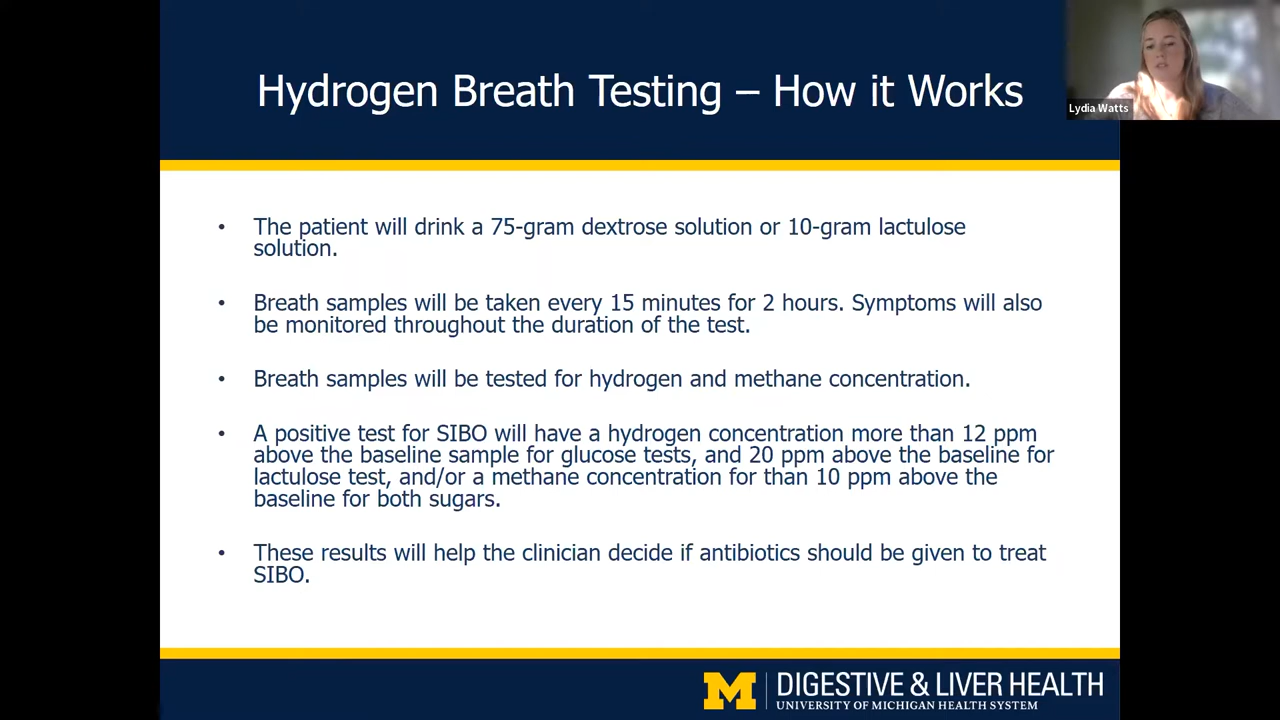 Hydrogen Breath Testing – How it Works
Lydia Watts
• The patient will drink a 75-gram dextrose solution or 10-gram lactulose
solution.
• Breath samples will be taken every 15 minutes for 2 hours. Symptoms will also
be monitored throughout the duration of the test.
• Breath samples will be tested for hydrogen and methane concentration.
• A positive test for SIBO will have a hydrogen concentration more than 12 ppm
above the baseline sample for glucose tests, and 20 ppm above the baseline for
lactulose test, and/or a methane concentration for than 10 ppm above the
baseline for both sugars.
• These results will help the clinician decide if antibiotics should be given to treat
SIBO.
M DIGESTIVE & LIVER HEALTH
UNIVERSITY OF MICHIGAN HEALTH SYSTEM